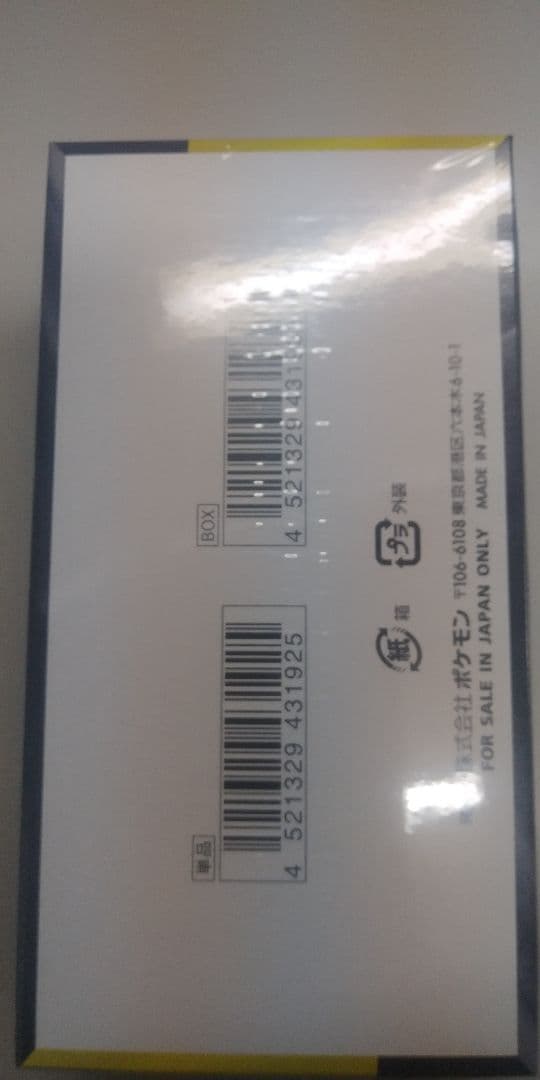 単品
4 521329 431925
BOX
4 521329 431
紙 箱
プラ 外装
株式会社ポケモン 〒106-6108 東京都港区六本木6-10-1
FOR SALE IN JAPAN ONLY MADE IN JAPAN